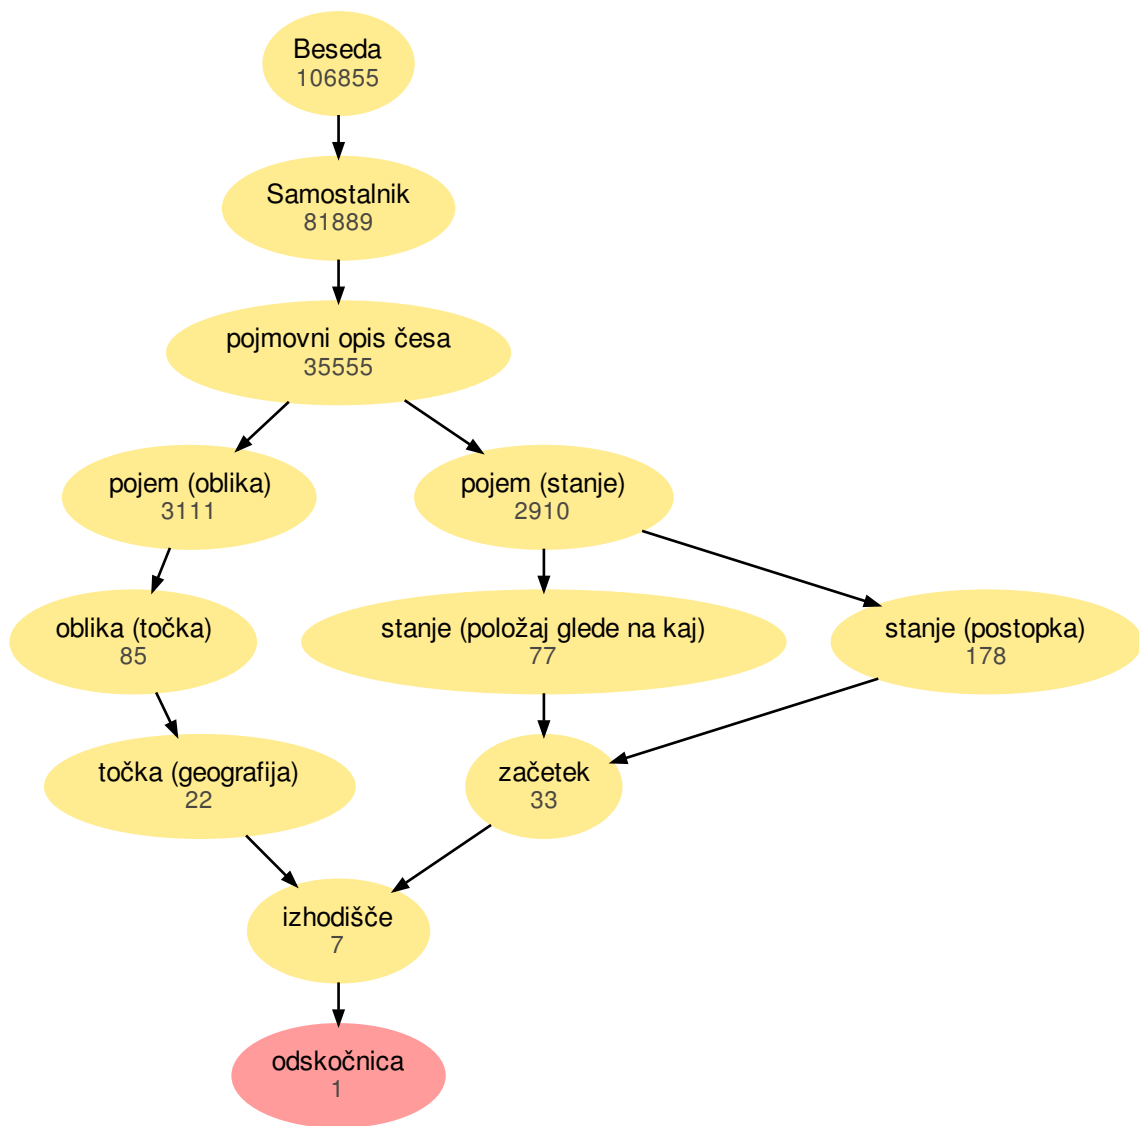 Beseda
106855
Samostalnik
81889
pojmovni opis česa
35555
pojem (oblika)
3111
pojem (stanje)
2910
oblika (točka)
85
stanje (položaj glede na kaj)
77
stanje (postopka)
178
točka (geografija)
22
začetek
33
izhodišče
7
odskočnica
1